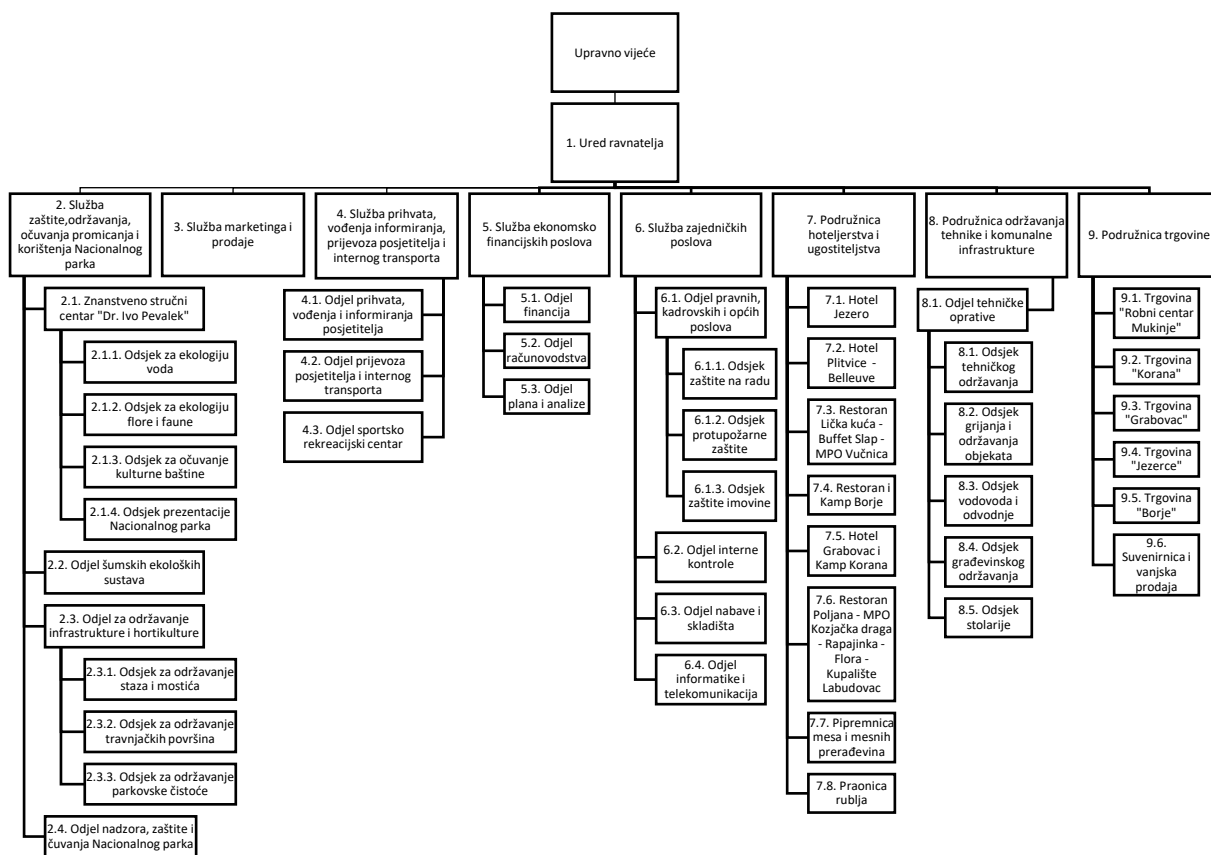 Upravno vijeće
1. Ured ravnatelja
2. Služba
zaštite,održavanja,
očuvanja promicanja i
korištenja Nacionalnog
parka
3. Služba marketinga i
prodaje
4. Služba prihvata,
vođenja informiranja,
prijevoza posjetitelja i
internog transporta
5. Služba ekonomsko
financijskih poslova
6. Služba zajedničkih
poslova
7. Podružnica
hoteljerstva i
ugostiteljstva
8. Podružnica održavanja
tehnike i komunalne
infrastrukture
9. Podružnica trgovine
2.1. Znanstveno stručni
centar "Dr. Ivo Pevalek"
2.1.1. Odsjek za ekologiju
voda
2.1.2. Odsjek za ekologiju
flore i faune
2.1.3. Odsjek za očuvanje
kulturne baštine
2.1.4. Odsjek prezentacije
Nacionalnog parka
2.2. Odjel šumskih ekoloških
sustava
2.3. Odjel za održavanje
infrastrukture i hortikulture
2.3.1. Odsjek za održavanje
staza i mostića
2.3.2. Odsjek za održavanje
travnjačkih površina
2.3.3. Odsjek za održavanje
parkovske čistoće
2.4. Odjel nadzora, zaštite i
čuvanja Nacionalnog parka
4.1. Odjel prihvata,
vođenja i informiranja
posjetitelja
4.2. Odjel prijevoza
posjetitelja i internog
transporta
4.3. Odjel sportsko
rekreacijski centar
5.1. Odjel
financija
5.2. Odjel
računovodstva
5.3. Odjel
plana i analize
6.1. Odjel pravnih,
kadrovskih i općih
poslova
6.1.1. Odsjek
zaštite na radu
6.1.2. Odsjek
protupožarne
zaštite
6.1.3. Odsjek
zaštite imovine
6.2. Odjel interne
kontrole
6.3. Odjel nabave i
skladišta
6.4. Odjel
informatike i
telekomunikacija
7.1. Hotel
Jezero
7.2. Hotel
Plitvice -
Belleuve
7.3. Restoran
Lička kuća -
Buffet Slap -
MPO Vučnica
7.4. Restoran i
Kamp Borje
7.5. Hotel
Grabovac i
Kamp Korana
7.6. Restoran
Poljana - MPO
Kozjačka draga
- Rapajinka -
Flora -
Kupalište
Labudovac
7.7. Pipremnica
mesa i mesnih
prerađevina
7.8. Praonica
rublja
8.1. Odjel tehničke
oprative
8.1. Odsjek
tehničkog
održavanja
8.2. Odsjek
grijanja i
održavanja
objekata
8.3. Odsjek
vodovoda i
odvodnje
8.4. Odsjek
građevinskog
održavanja
8.5. Odsjek
stolarije
9.1. Trgovina
"Robni centar
Mukinje"
9.2. Trgovina
"Korana"
9.3. Trgovina
"Grabovac"
9.4. Trgovina
"Jezerce"
9.5. Trgovina
"Borje"
9.6.
Suvenirnica i
vanjska
prodaja